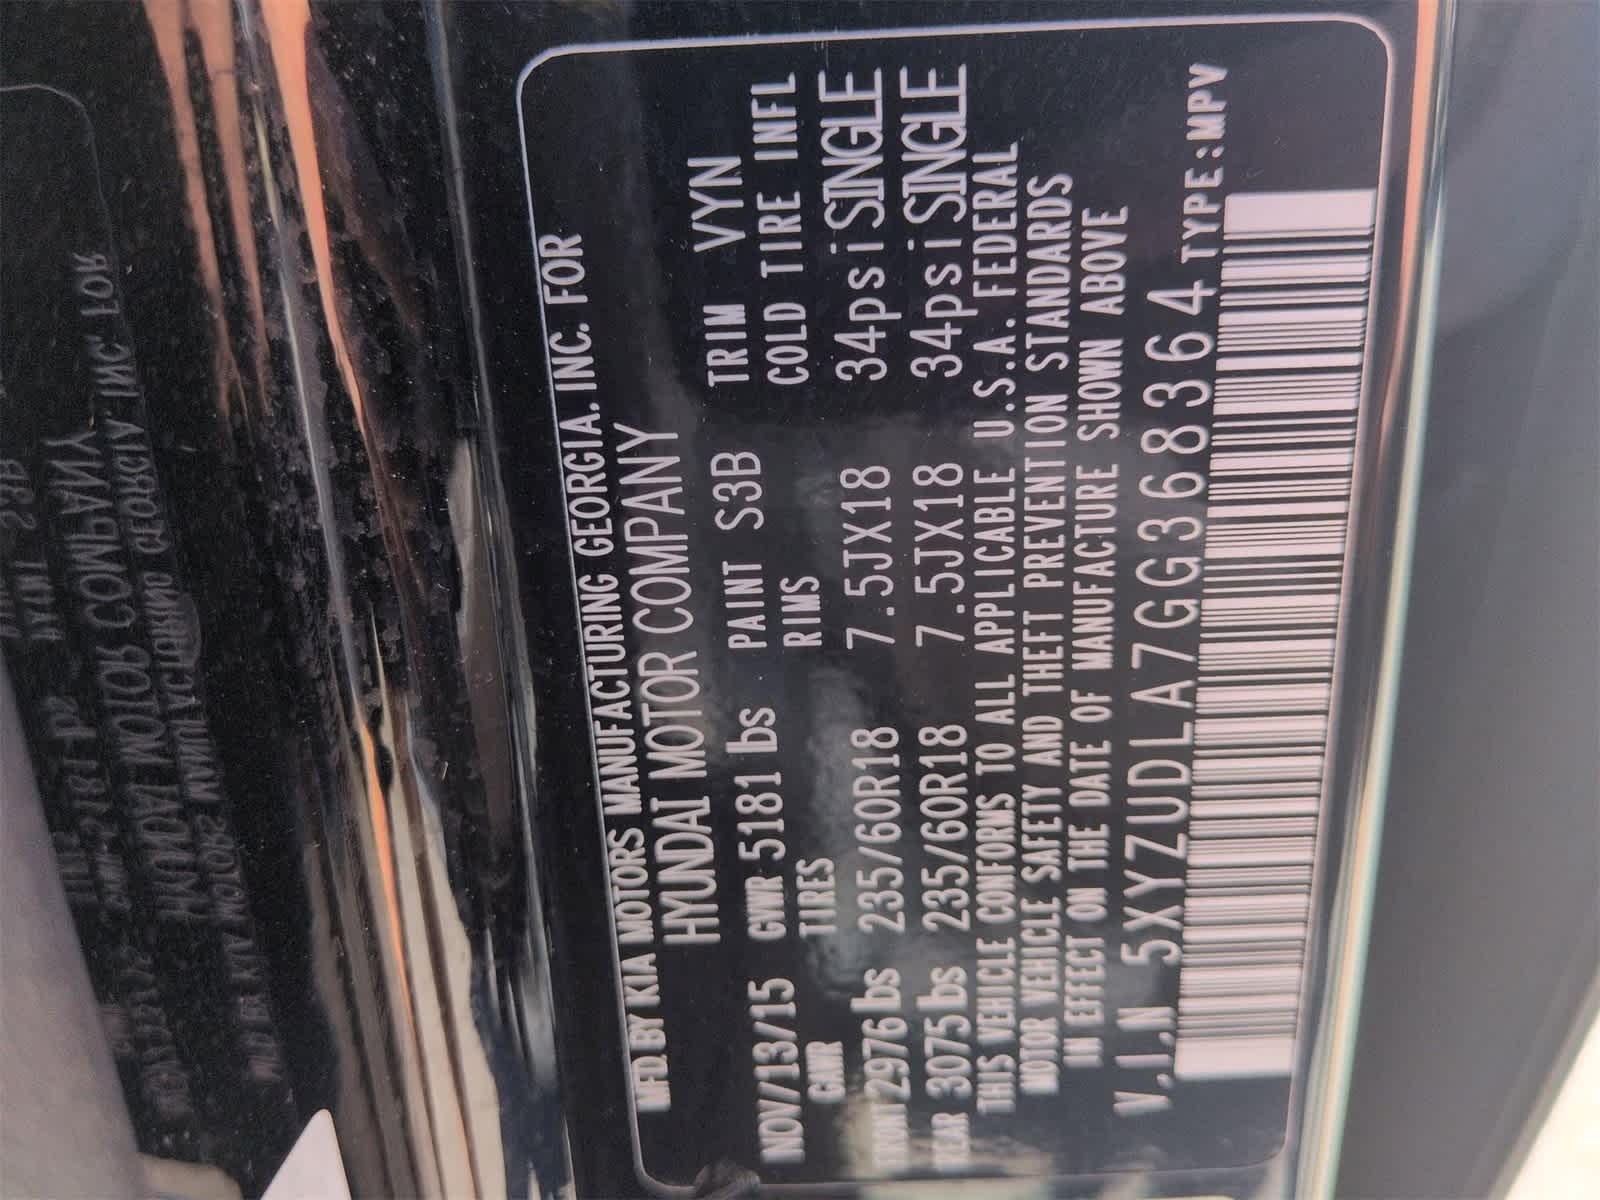 MFD. BY KIA MOTORS MANUFACTURING GEORGIA. INC. FOR
HYUNDAI MOTOR COMPANY
NOV/13/15 GVWR 5181 lbs PAINT S3B TRIM VYN
GAWR TIRES RIMS COLD TIRE INFL
FRONT 2976 lbs 235/60R18 7.5JX18 34psi SINGLE
REAR 3075 lbs 235/60R18 7.5JX18 34psi SINGLE
THIS VEHICLE CONFORMS TO ALL APPLICABLE U.S.A. FEDERAL
MOTOR VEHICLE SAFETY AND THEFT PREVENTION STANDARDS
IN EFFECT ON THE DATE OF MANUFACTURE SHOWN ABOVE
V.I.N 5XYZUDLA7GG368364 TYPE:MPV